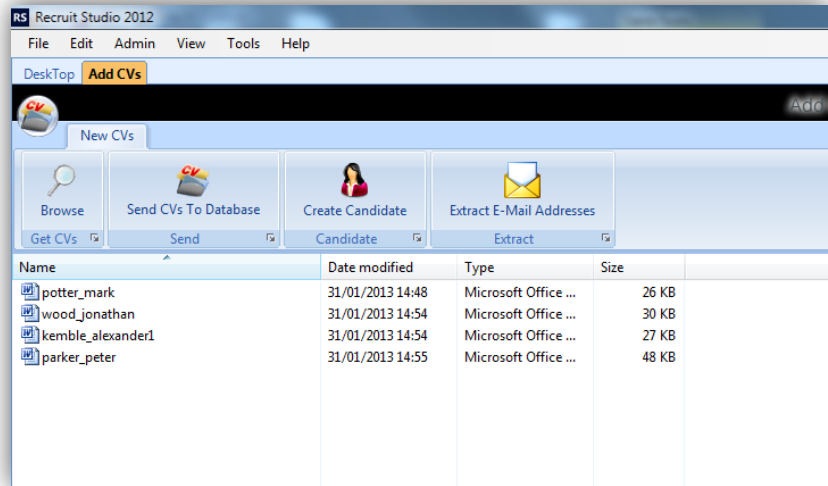 RS Recruit Studio 2012
File Edit Admin View Tools Help
DeskTop Add CVs
CV Add
New CVs
CV
Browse Send CVs To Database Create Candidate Extract E-Mail Addresses
Get CVs Send Candidate Extract
Name Date modified Type Size
potter_mark 31/01/2013 14:48 Microsoft Office ... 26 KB
wood_jonathan 31/01/2013 14:54 Microsoft Office ... 30 KB
kemble_alexander1 31/01/2013 14:54 Microsoft Office ... 27 KB
parker_peter 31/01/2013 14:55 Microsoft Office ... 48 KB